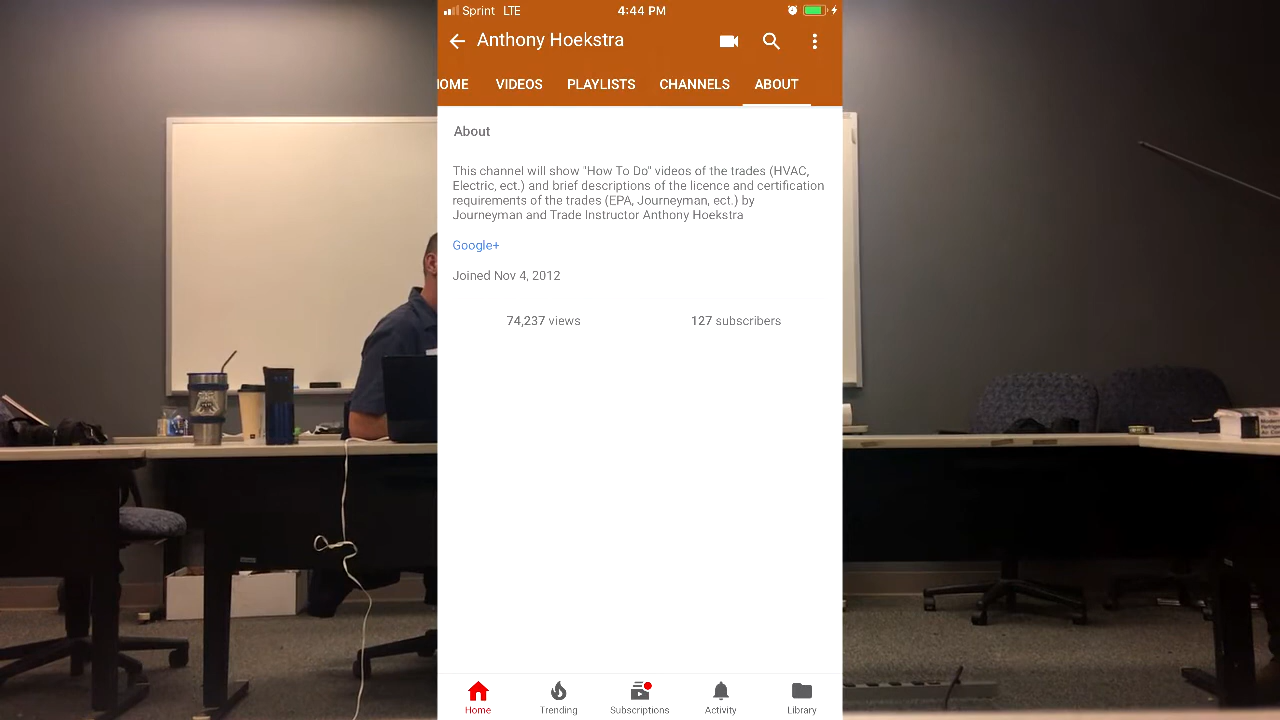 Sprint LTE 4:44 PM
Anthony Hoekstra
OME VIDEOS PLAYLISTS CHANNELS ABOUT
About
This channel will show "How To Do" videos of the trades (HVAC,
Electric, ect.) and brief descriptions of the licence and certification
requirements of the trades (EPA, Journeyman, ect.) by
Journeyman and Trade Instructor Anthony Hoekstra
Google+
Joined Nov 4, 2012
74,237 views 127 subscribers
Home Trending Subscriptions Activity Library